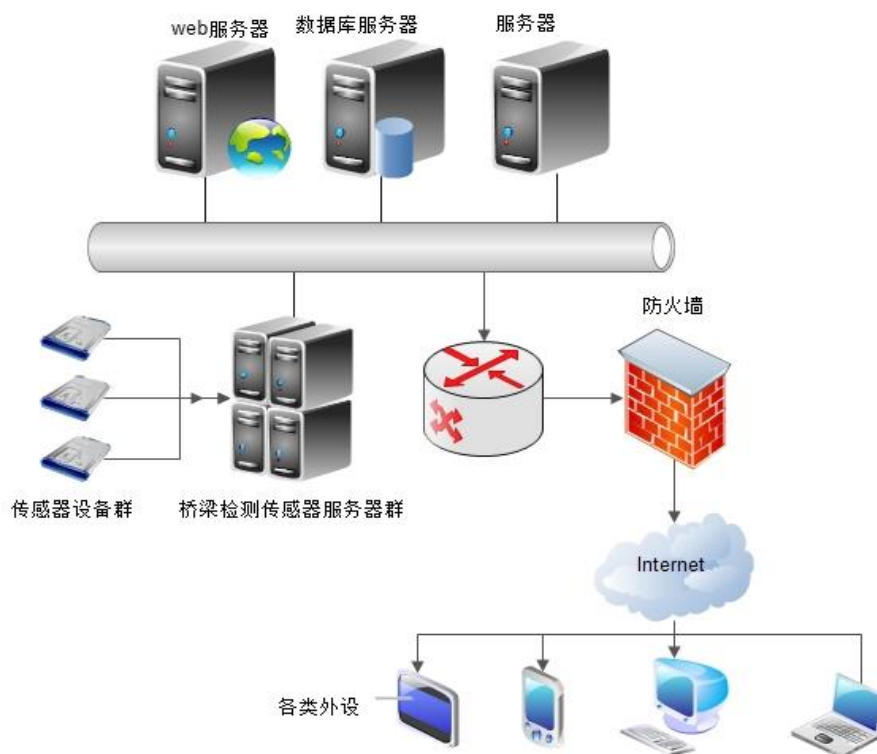 web服务器
数据库服务器
服务器
防火墙
传感器设备群
桥梁检测传感器服务器群
Internet
各类外设